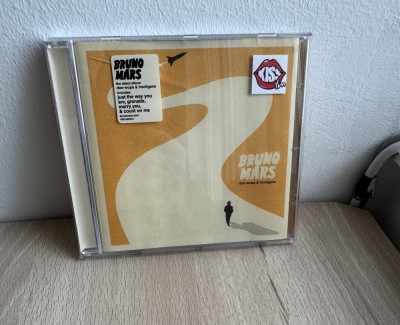 BRUNO
MARS
the debut album
doo-wops & hooligans
includes:
just the way you
are, grenade,
marry you,
& count on me
KISS
fm
BRUNO
MARS
doo-wops & hooligans